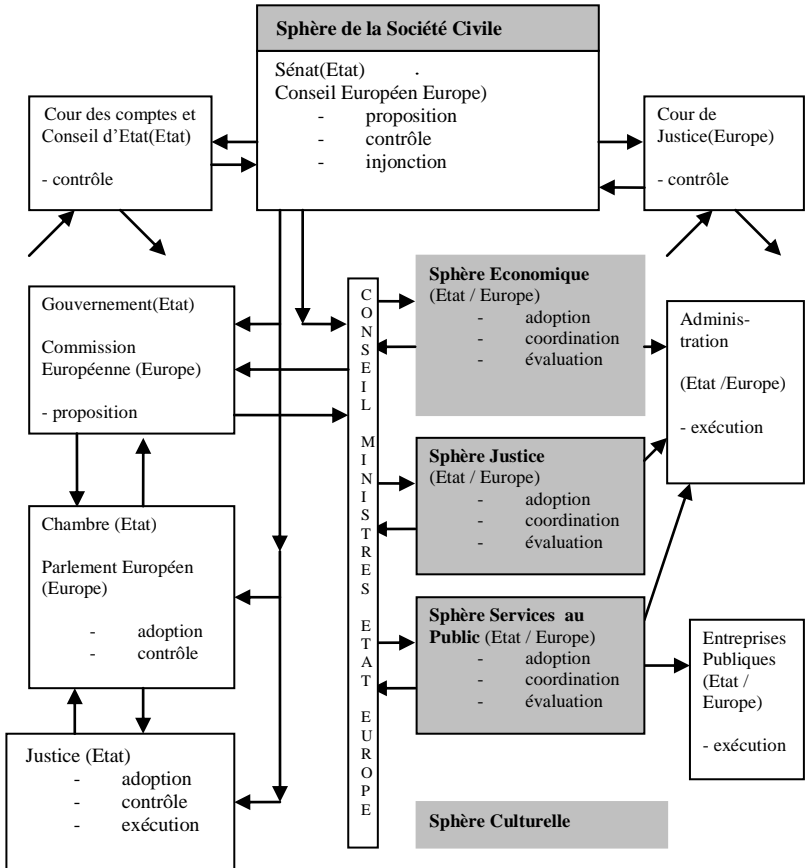 Sphère de la Société Civile
Sénat(Etat) .
Conseil Européen Europe)
- proposition
- contrôle
- injonction
Cour des comptes et
Conseil d'Etat(Etat)
- contrôle
Cour de
Justice(Europe)
- contrôle
Gouvernement(Etat)
Commission
Européenne (Europe)
- proposition
CONSEIL MINISTRES ETAT EUROPE
Sphère Economique
(Etat / Europe)
- adoption
- coordination
- évaluation
Adminis-
tration
(Etat /Europe)
- exécution
Sphère Justice
(Etat / Europe)
- adoption
- coordination
- évaluation
Chambre (Etat)
Parlement Européen
(Europe)
- adoption
- contrôle
Sphère Services au
Public (Etat / Europe)
- adoption
- coordination
- évaluation
Entreprises
Publiques
(Etat /
Europe)
- exécution
Justice (Etat)
- adoption
- contrôle
- exécution
Sphère Culturelle